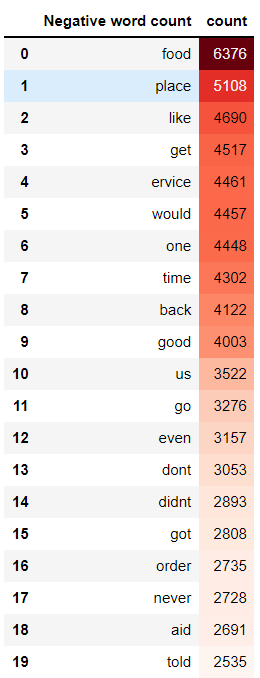 Negative word count count
0 food 6376
1 place 5108
2 like 4690
3 get 4517
4 ervice 4461
5 would 4457
6 one 4448
7 time 4302
8 back 4122
9 good 4003
10 us 3522
11 go 3276
12 even 3157
13 dont 3053
14 didnt 2893
15 got 2808
16 order 2735
17 never 2728
18 aid 2691
19 told 2535